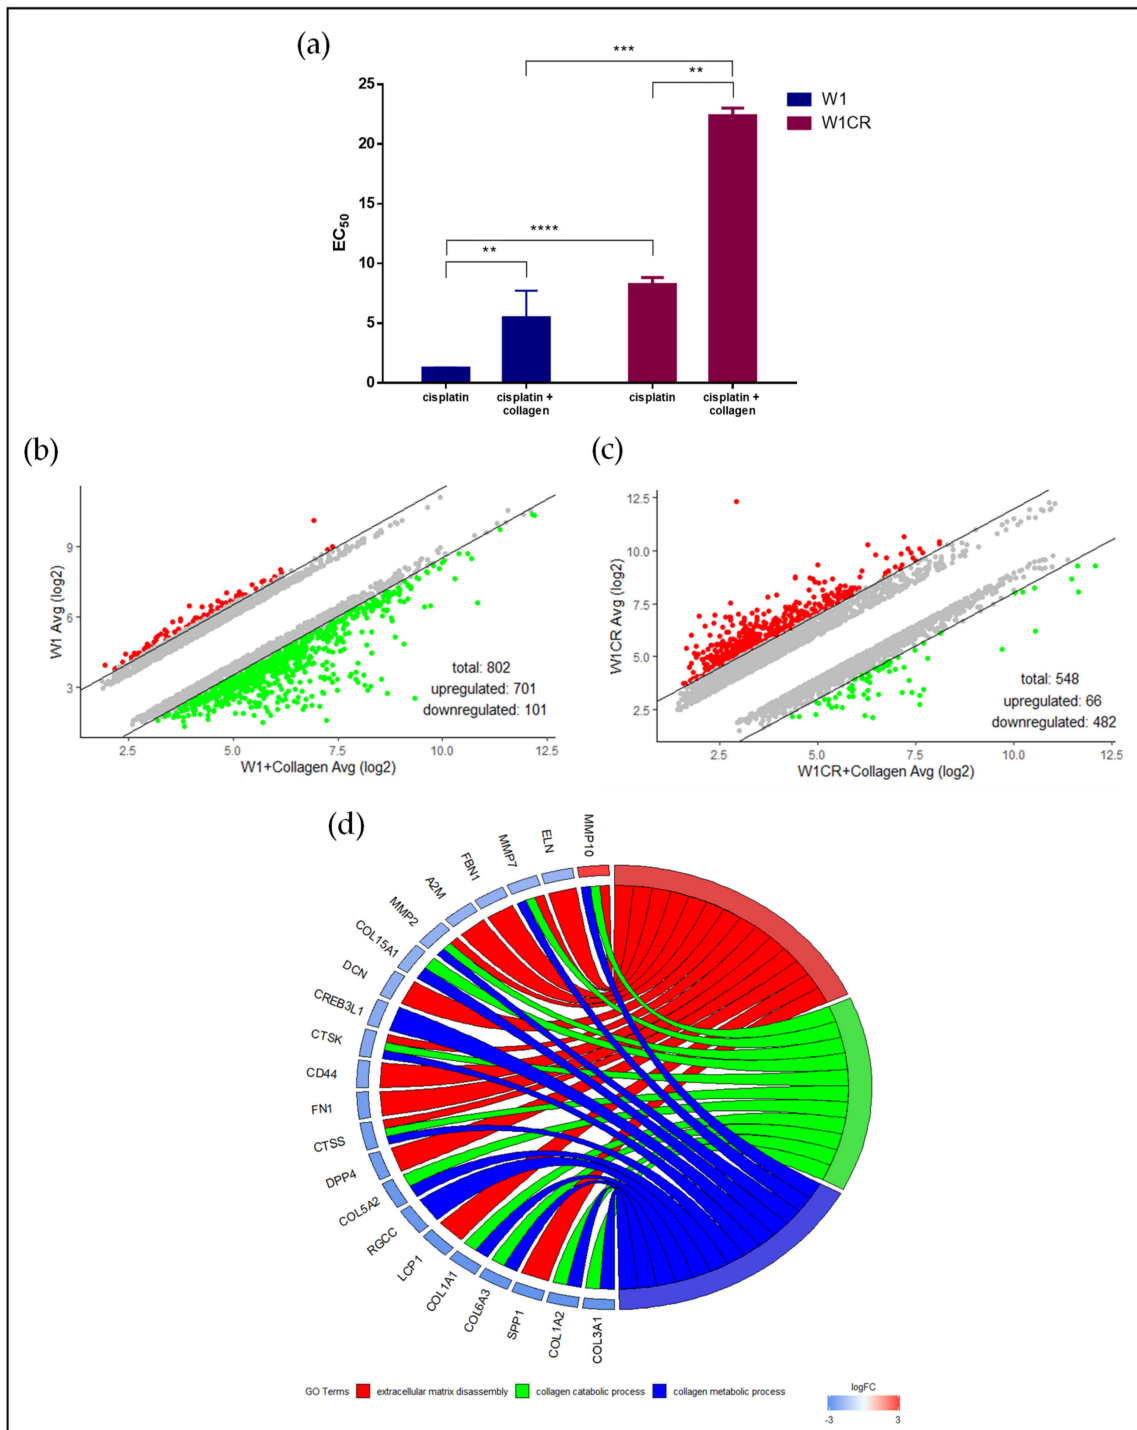 (a)
***
**
25
W1
W1CR
20
15
EC50
****
10
**
5
0
cisplatin
cisplatin +
collagen
cisplatin
cisplatin +
collagen
(b)
(c)
W1 Avg (log2)
9
6
3
total: 802
upregulated: 701
downregulated: 101
2.5
5.0
7.5
10.0
12.5
W1+Collagen Avg (log2)
W1CR Avg (log2)
12.5
10.0
7.5
5.0
2.5
total: 548
upregulated: 66
downregulated: 482
2.5
5.0
7.5
10.0
12.5
W1CR+Collagen Avg (log2)
(d)
MMP10
ELN
MMP7
FBN1
A2M
MMP2
COL15A1
DCN
CREB3L1
CTSK
CD44
FN1
CTSS
DPP4
COL5A2
RGCC
LCP1
COL1A1
COL6A3
SPP1
COL1A2
COL3A1
GO Terms extracellular matrix disassembly collagen catabolic process collagen metabolic process
logFC
-3 3